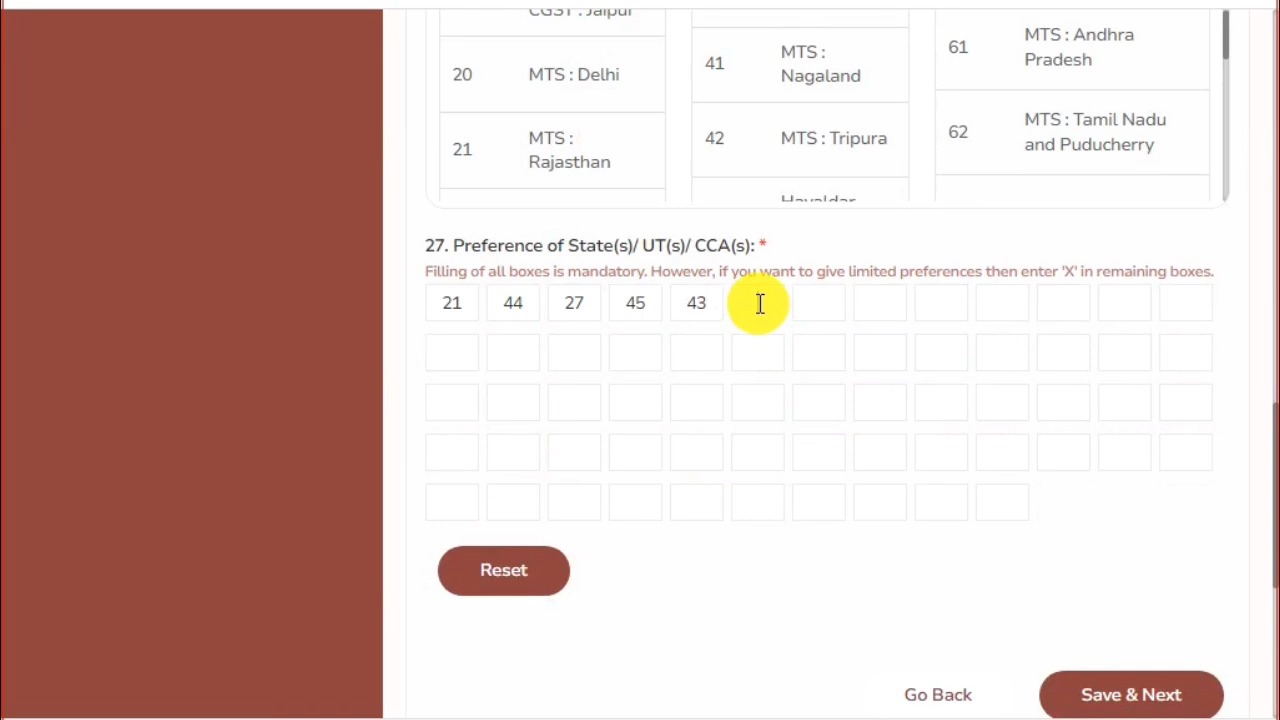 CGST : Jaipur
20 MTS : Delhi
21 MTS :
Rajasthan
41 MTS :
Nagaland
42 MTS : Tripura
Havaldar
61 MTS : Andhra
Pradesh
62 MTS : Tamil Nadu
and Puducherry
27. Preference of State(s)/ UT(s)/ CCA(s): *
Filling of all boxes is mandatory. However, if you want to give limited preferences then enter 'X' in remaining boxes.
21 44 27 45 43
Reset
Go Back Save & Next